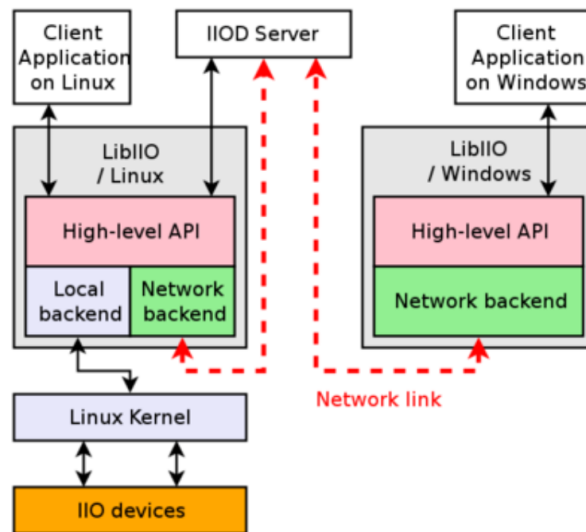 Client
Application
on Linux
IIOD Server
Client
Application
on Windows
LibIIO
/ Linux
High-level API
Local
backend
Network
backend
LibIIO
/ Windows
High-level API
Network backend
Network link
Linux Kernel
IIO devices